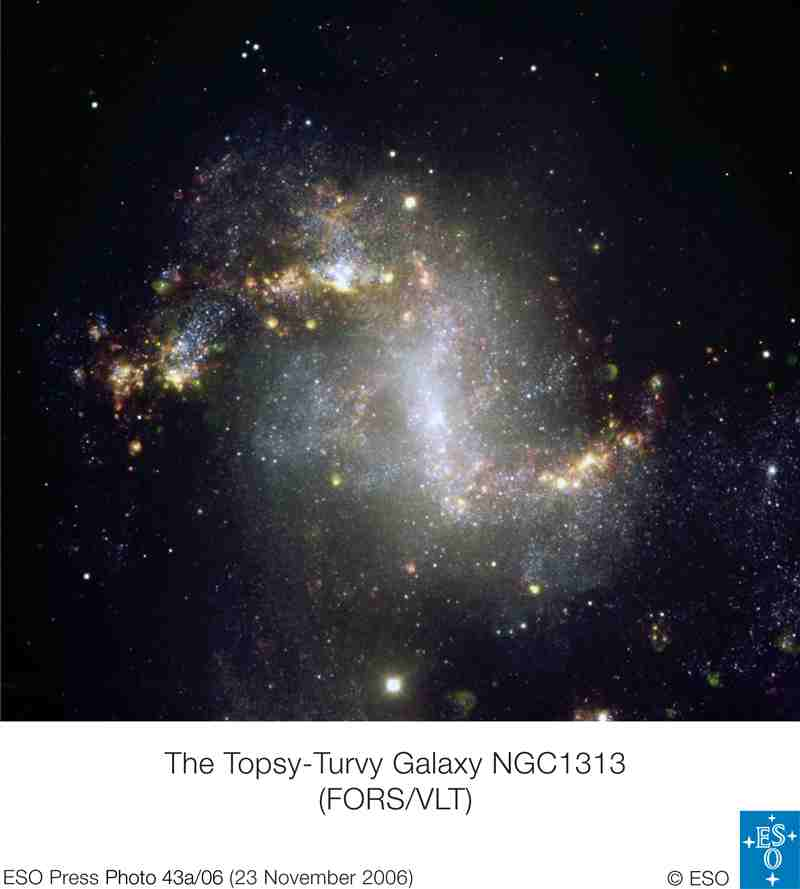 The Topsy-Turvy Galaxy NGC1313
(FORS/VLT)
ESO Press Photo 43a/06 (23 November 2006)
© ESO
ESO